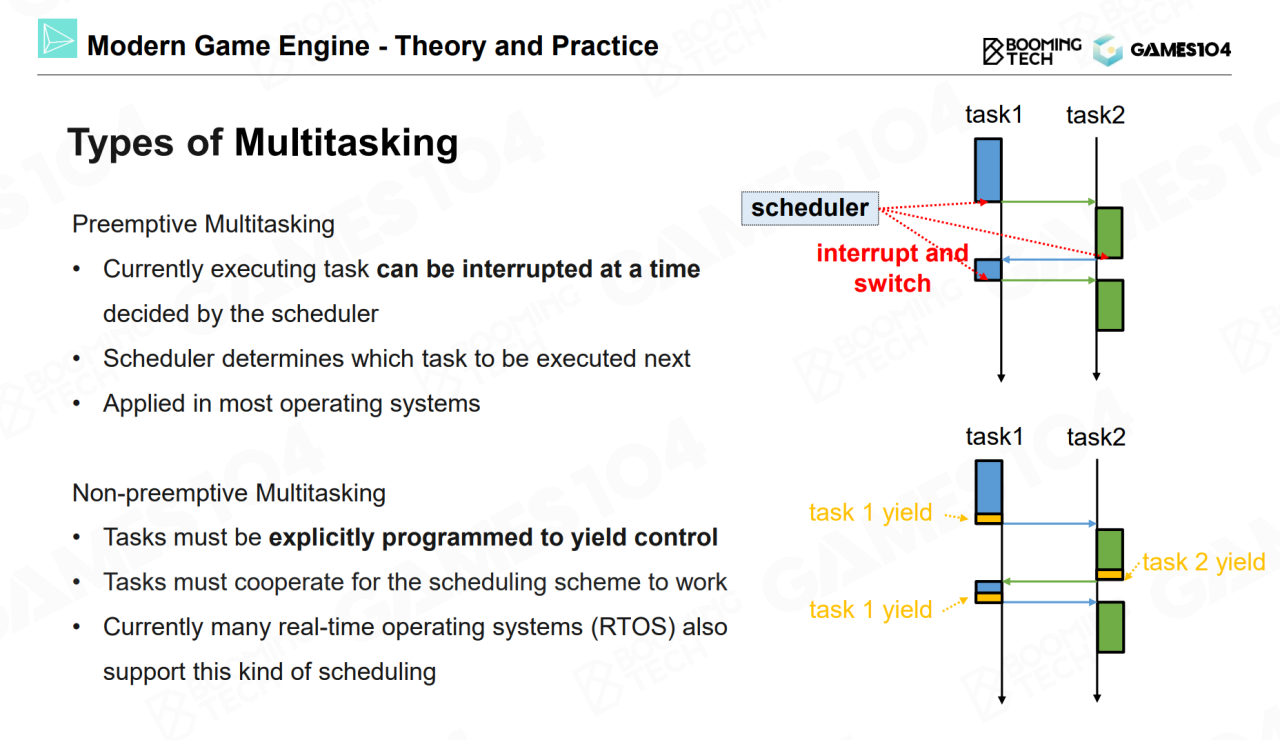 Modern Game Engine - Theory and Practice
BOOMING
TECH
GAMES104
Types of Multitasking
Preemptive Multitasking
• Currently executing task can be interrupted at a time
decided by the scheduler
• Scheduler determines which task to be executed next
• Applied in most operating systems
task1
task2
scheduler
interrupt and
switch
Non-preemptive Multitasking
• Tasks must be explicitly programmed to yield control
• Tasks must cooperate for the scheduling scheme to work
• Currently many real-time operating systems (RTOS) also
support this kind of scheduling
task1
task2
task 1 yield
task 2 yield
task 1 yield